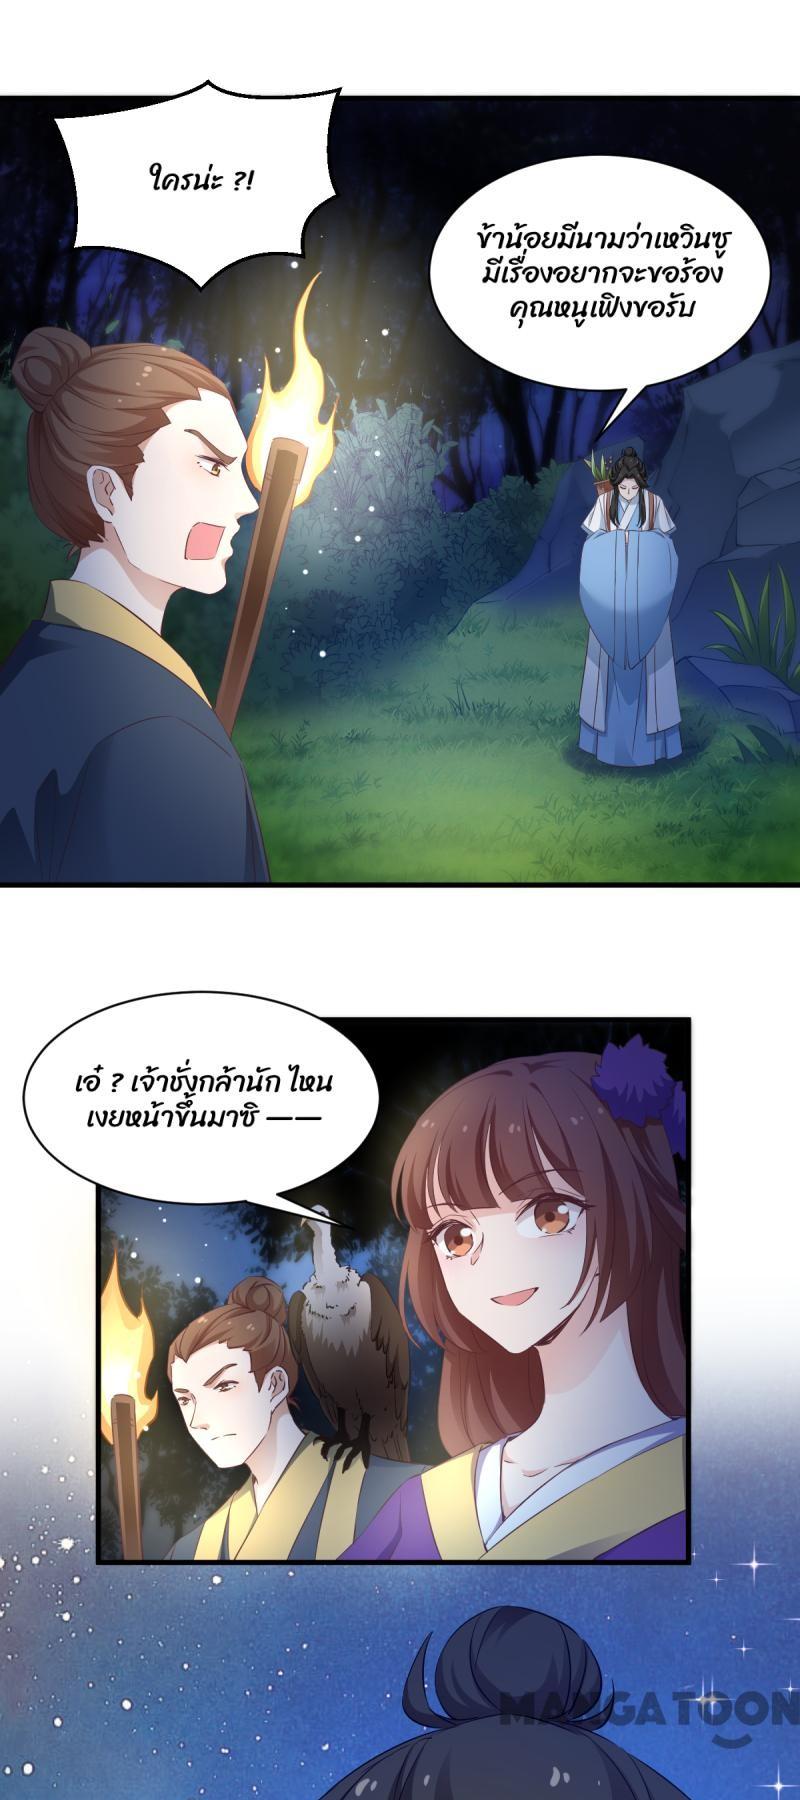 ใครน่ะ ?!
ข้าน้อยมีนามว่าเหวินซู
มีเรื่องอยากจะขอร้อง
คุณหนูเฟิงขอรับ
เอ๋ ? เจ้าชั่งกล้านัก ไหน
เงยหน้าขึ้นมาซิ ——
MANGATOON